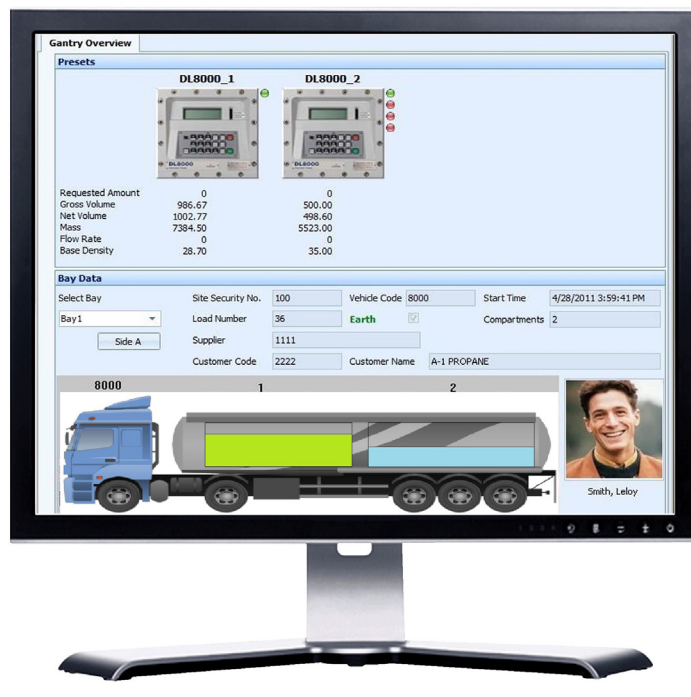 Gantry Overview
Presets
DL8000_1 DL8000_2
DL8000 DL8000
Requested Amount 0 0
Gross Volume 986.67 500.00
Net Volume 1002.77 498.60
Mass 7384.50 5523.00
Flow Rate 0 0
Base Density 28.70 35.00
Bay Data
Select Bay Site Security No. 100 Vehicle Code 8000 Start Time 4/28/2011 3:59:41 PM
Bay1 Load Number 36 Earth Compartments 2
Side A Supplier 1111
Customer Code 2222 Customer Name A-1 PROPANE
8000 1 2
Smith, Leloy